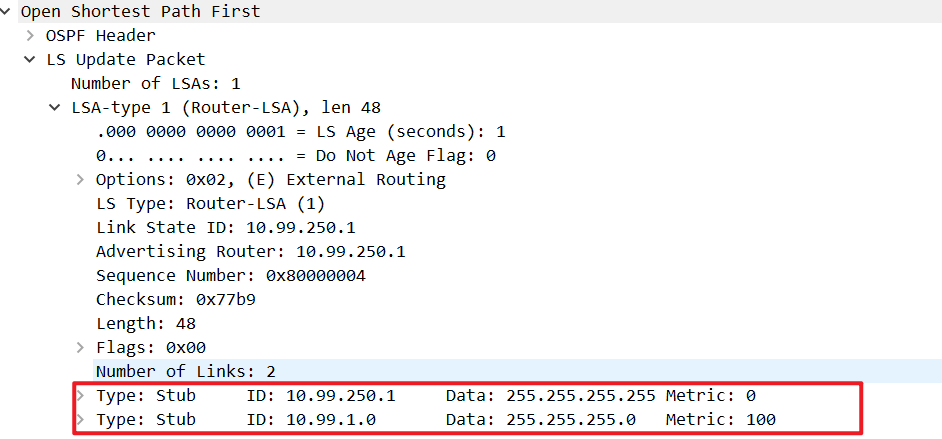 Open Shortest Path First
OSPF Header
LS Update Packet
Number of LSAs: 1
LSA-type 1 (Router-LSA), len 48
.000 0000 0000 0001 = LS Age (seconds): 1
0... .... .... .... = Do Not Age Flag: 0
Options: 0x02, (E) External Routing
LS Type: Router-LSA (1)
Link State ID: 10.99.250.1
Advertising Router: 10.99.250.1
Sequence Number: 0x80000004
Checksum: 0x77b9
Length: 48
Flags: 0x00
Number of Links: 2
Type: Stub     ID: 10.99.250.1     Data: 255.255.255.255 Metric: 0
Type: Stub     ID: 10.99.1.0       Data: 255.255.255.0   Metric: 100